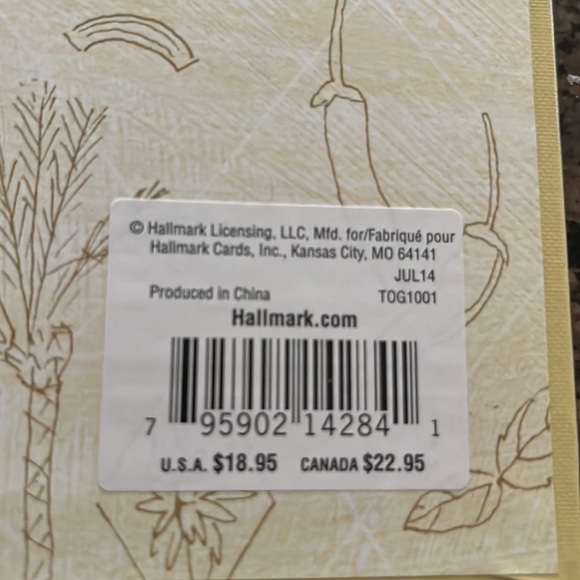 © Hallmark Licensing, LLC, Mfd. for/Fabriqué pour
Hallmark Cards, Inc., Kansas City, MO 64141
JUL14
Produced in China TOG1001
Hallmark.com
7 95902 14284 1
U.S.A. $18.95 CANADA $22.95